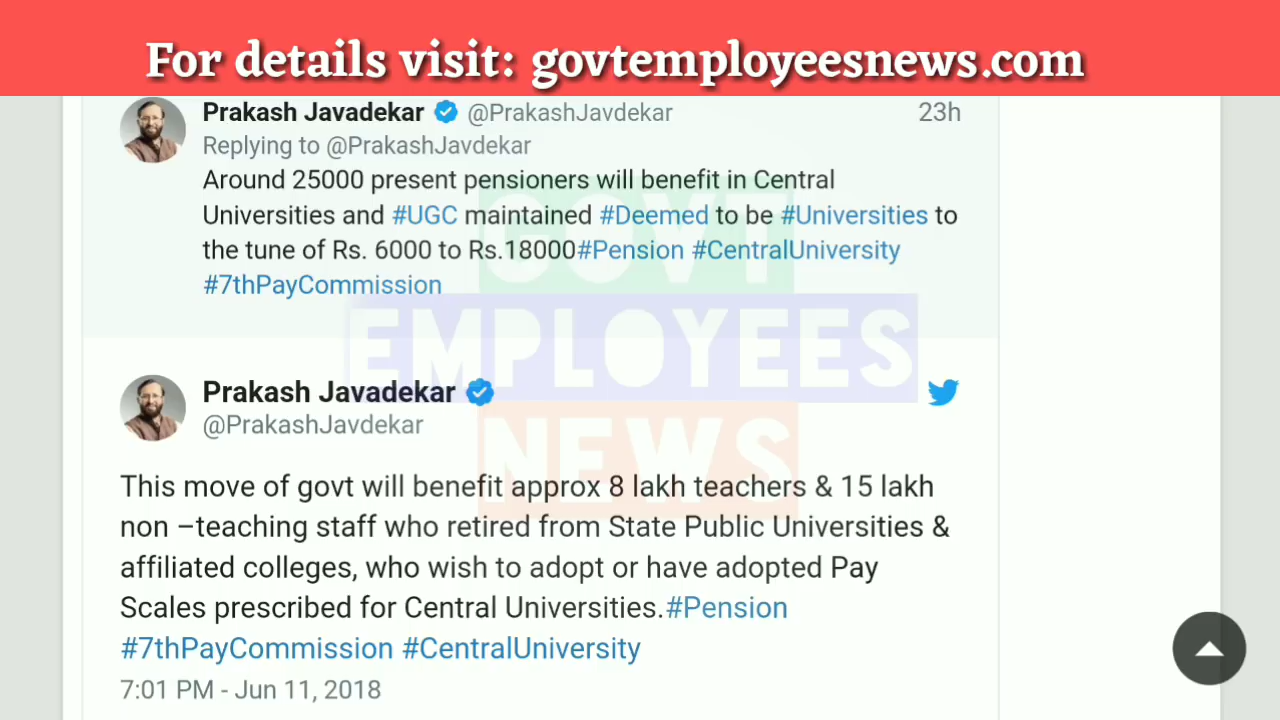 For details visit: govtemployeesnews.com
Prakash Javadekar @PrakashJavdekar 23h
Replying to @PrakashJavdekar
Around 25000 present pensioners will benefit in Central
Universities and #UGC maintained #Deemed to be #Universities to
the tune of Rs. 6000 to Rs.18000#Pension #CentralUniversity
#7thPayCommission
GOVT
EMPLOYEES
NEWS
Prakash Javadekar
@PrakashJavdekar
This move of govt will benefit approx 8 lakh teachers & 15 lakh
non –teaching staff who retired from State Public Universities &
affiliated colleges, who wish to adopt or have adopted Pay
Scales prescribed for Central Universities.#Pension
#7thPayCommission #CentralUniversity
7:01 PM - Jun 11, 2018